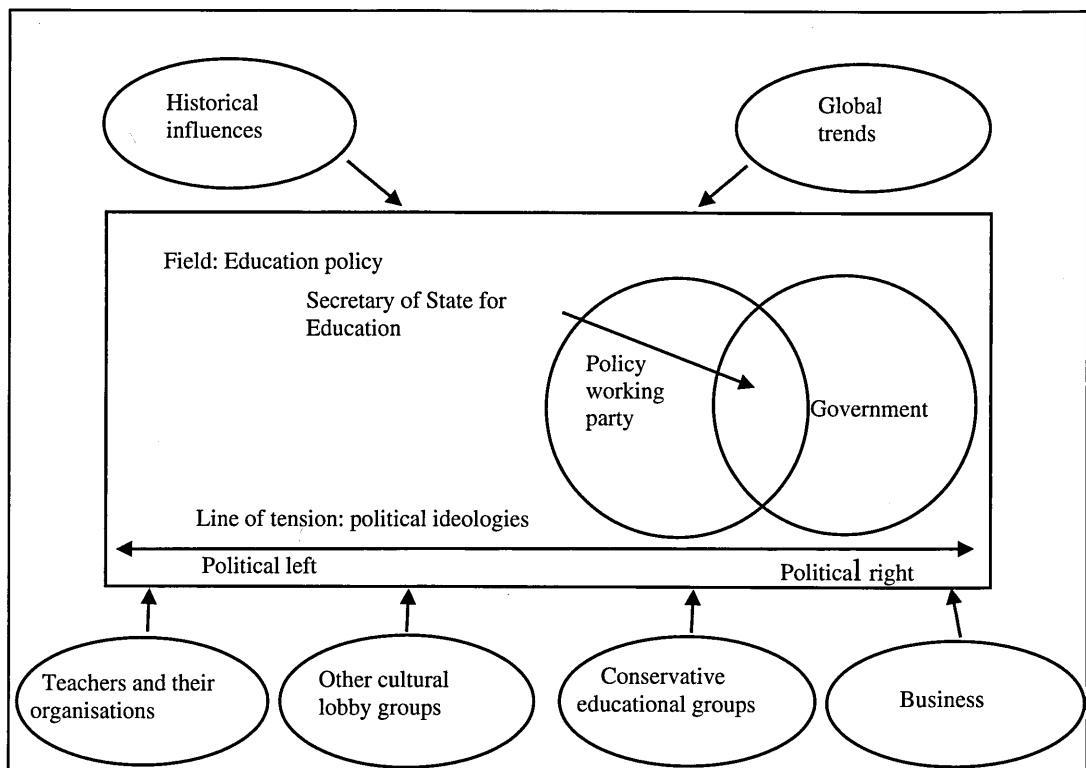 Historical
influences
Global
trends
Field: Education policy
Secretary of State for
Education
Policy
working
party
Government
Line of tension: political ideologies
Political left
Political right
Teachers and their
organisations
Other cultural
lobby groups
Conservative
educational groups
Business